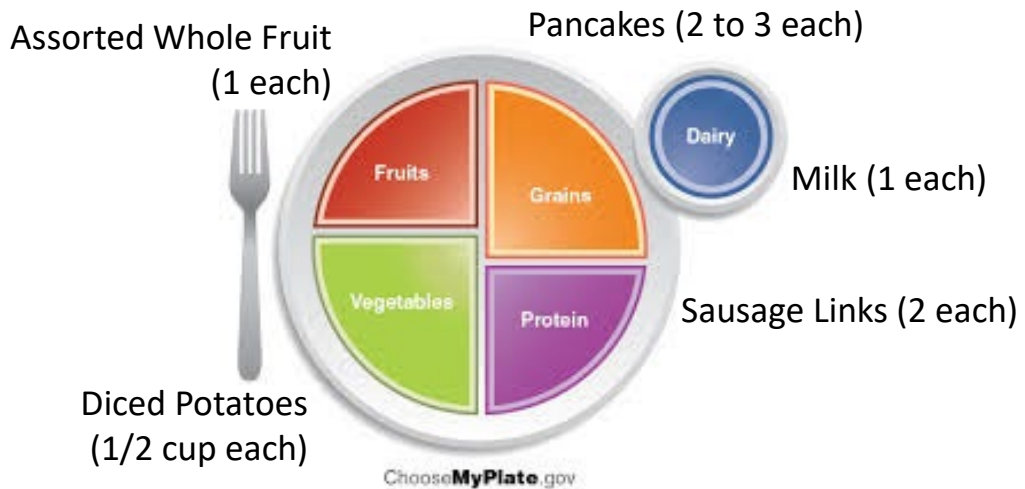 Assorted Whole Fruit
(1 each)
Pancakes (2 to 3 each)
Fruits
Grains
Dairy
Milk (1 each)
Vegetables
Protein
Sausage Links (2 each)
Diced Potatoes
(1/2 cup each)
ChooseMyPlate.gov